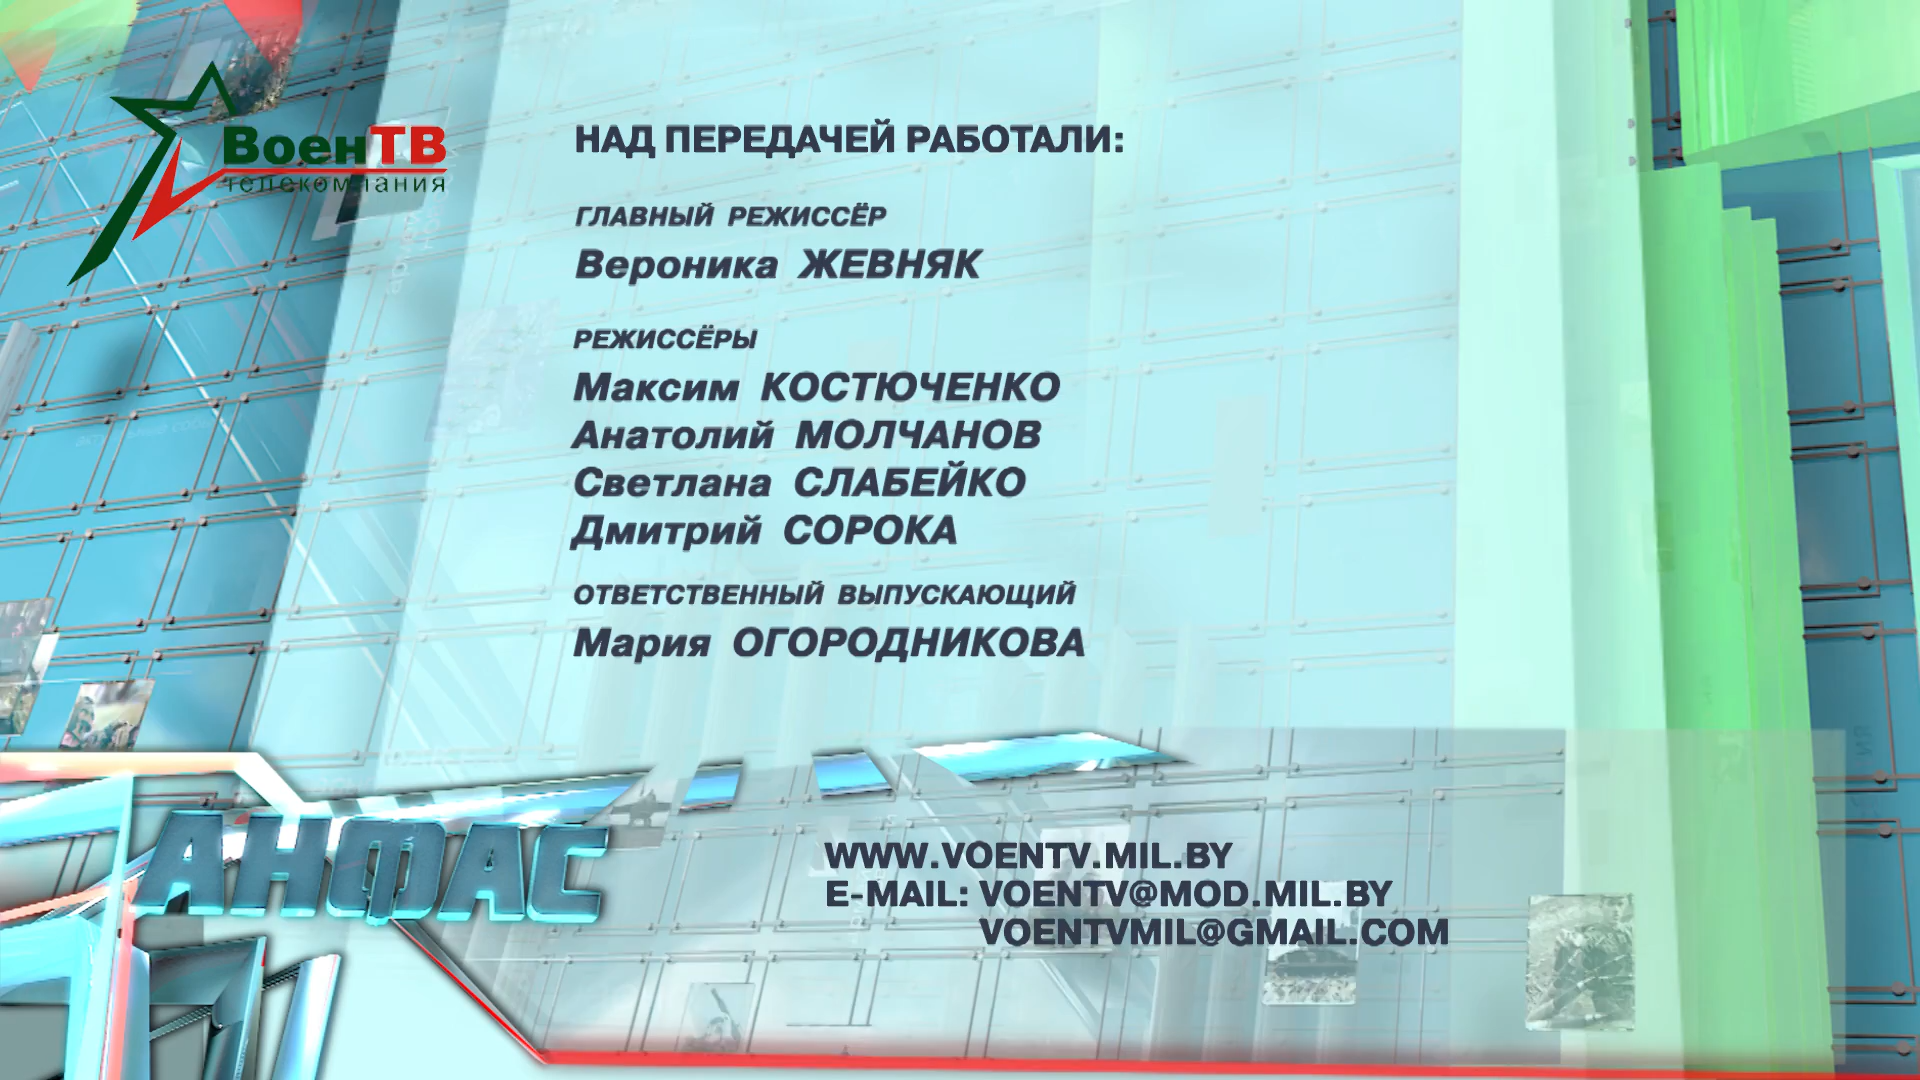 ВоенТВ
телекомпания
НАД ПЕРЕДАЧЕЙ РАБОТАЛИ:
ГЛАВНЫЙ РЕЖИССЁР
Вероника ЖЕВНЯК
РЕЖИССЁРЫ
Максим КОСТЮЧЕНКО
Анатолий МОЛЧАНОВ
Светлана СЛАБЕЙКО
Дмитрий СОРОКА
ОТВЕТСТВЕННЫЙ ВЫПУСКАЮЩИЙ
Мария ОГОРОДНИКОВА
АНФАС
WWW.VOENTV.MIL.BY
E-MAIL: VOENTV@MOD.MIL.BY
VOENTVMIL@GMAIL.COM